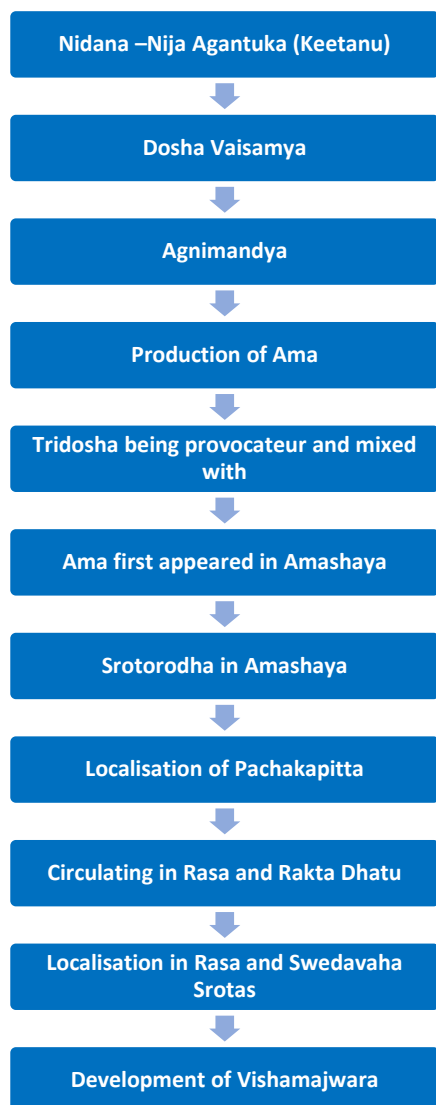 Nidana –Nija Agantuka (Keetanu)
Dosha Vaisamya
Agnimandya
Production of Ama
Tridosha being provocateur and mixed
with
Ama first appeared in Amashaya
Srotorodha in Amashaya
Localisation of Pachakapitta
Circulating in Rasa and Rakta Dhatu
Localisation in Rasa and Swedavaha
Srotas
Development of Vishamajwara